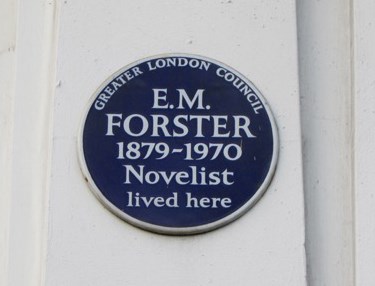 GREATER LONDON COUNCIL
E.M.
FORSTER
1879-1970
Novelist
lived here